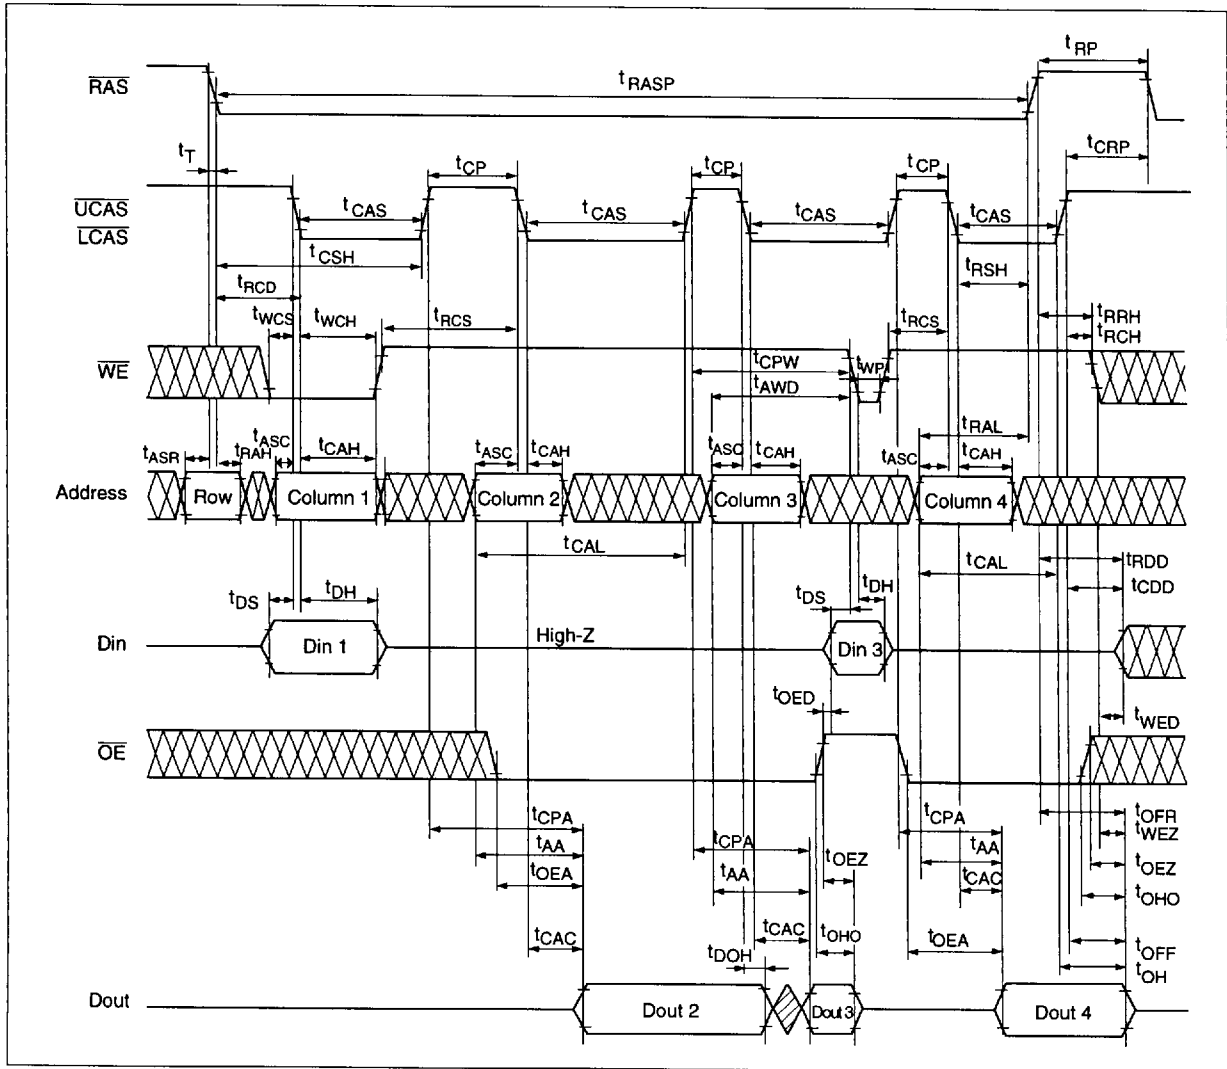 tRP
RAS
tRASP
tT
tCRP
tCP
tCP
tCP
UCAS
LCAS
tCAS
tCAS
tCAS
tCAS
tCSH
tRSH
tRCD
tWCS
tWCH
tRCS
tRCS
tRRH
tRCH
WE
tCPW
tWP
tAWD
tRAL
tASR
tRAH
tASC
tCAH
tASC
tCAH
tASC
tCAH
tASC
tCAH
Address
Row
Column 1
Column 2
Column 3
Column 4
tCAL
tCAL
tRDD
tCDD
tDS
tDH
tDS
tDH
Din
Din 1
High-Z
Din 3
tOED
tWED
OE
tCPA
tCPA
tCPA
tOFR
tWEZ
tAA
tAA
tOEZ
tAA
tOEZ
tOEA
tCAC
tOHO
tCAC
tCAC
tDOH
tOHO
tOEA
tOFF
tOH
Dout
Dout 2
Dout 3
Dout 4